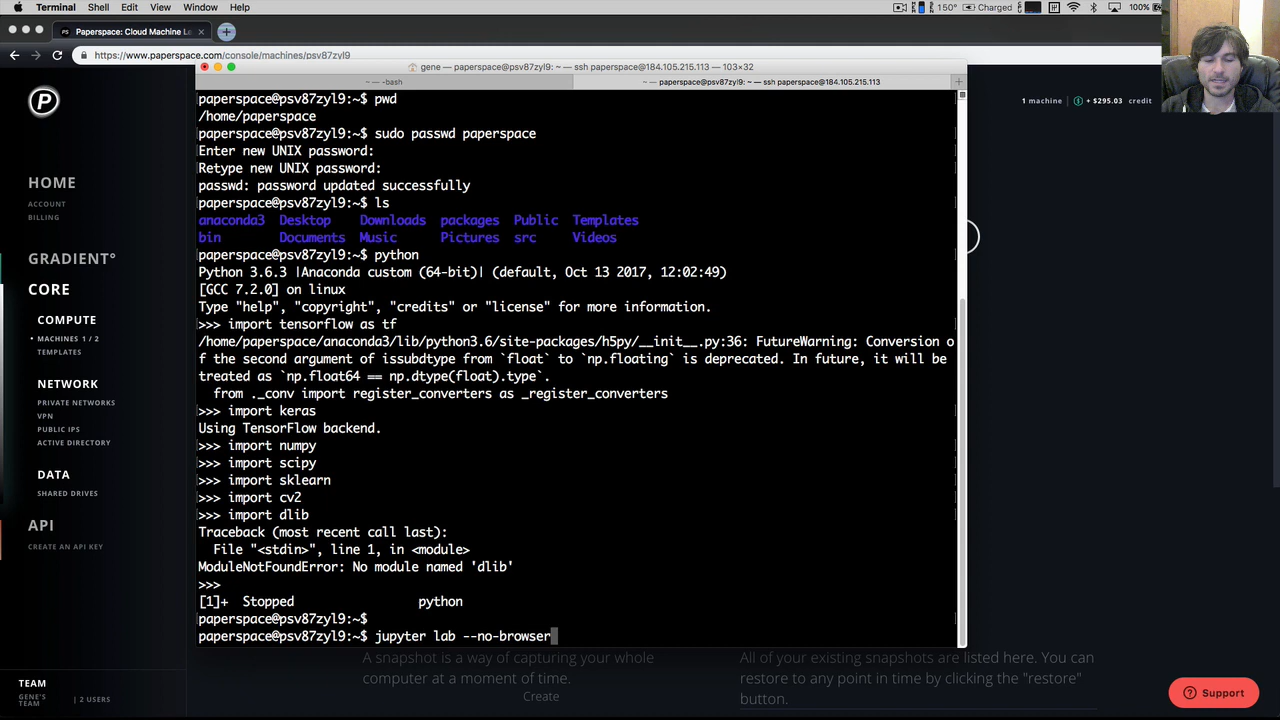 Terminal Shell Edit View Window Help
150° Charged 100%
PS Paperspace: Cloud Machine Le
https://www.paperspace.com/console/machines/psv87zyl9
gene — paperspace@psv87zyl9: ~ — ssh paperspace@184.105.215.113 — 103×32
~ — -bash
~ — paperspace@psv87zyl9: ~ — ssh paperspace@184.105.215.113
P
1 machine + $295.03 credit
HOME
ACCOUNT
BILLING
GRADIENT°
CORE
COMPUTE
MACHINES 1 / 2
TEMPLATES
NETWORK
PRIVATE NETWORKS
VPN
PUBLIC IPS
ACTIVE DIRECTORY
DATA
SHARED DRIVES
API
CREATE AN API KEY
TEAM
GENE'S TEAM | 2 USERS
paperspace@psv87zyl9:~$ pwd
/home/paperspace
paperspace@psv87zyl9:~$ sudo passwd paperspace
Enter new UNIX password:
Retype new UNIX password:
passwd: password updated successfully
paperspace@psv87zyl9:~$ ls
anaconda3 Desktop Downloads packages Public Templates
bin Documents Music Pictures src Videos
paperspace@psv87zyl9:~$ python
Python 3.6.3 |Anaconda custom (64-bit)| (default, Oct 13 2017, 12:02:49)
[GCC 7.2.0] on linux
Type "help", "copyright", "credits" or "license" for more information.
>>> import tensorflow as tf
/home/paperspace/anaconda3/lib/python3.6/site-packages/h5py/__init__.py:36: FutureWarning: Conversion o
f the second argument of issubdtype from `float` to `np.floating` is deprecated. In future, it will be
treated as `np.float64 == np.dtype(float).type`.
from ._conv import register_converters as _register_converters
>>> import keras
Using TensorFlow backend.
>>> import numpy
>>> import scipy
>>> import sklearn
>>> import cv2
>>> import dlib
Traceback (most recent call last):
File "<stdin>", line 1, in <module>
ModuleNotFoundError: No module named 'dlib'
>>>
[1]+ Stopped python
paperspace@psv87zyl9:~$
paperspace@psv87zyl9:~$ jupyter lab --no-browser
A snapshot is a way of capturing your whole
computer at a moment of time.
Create
All of your existing snapshots are listed here. You can
restore to any point in time by clicking the "restore"
button.
Support